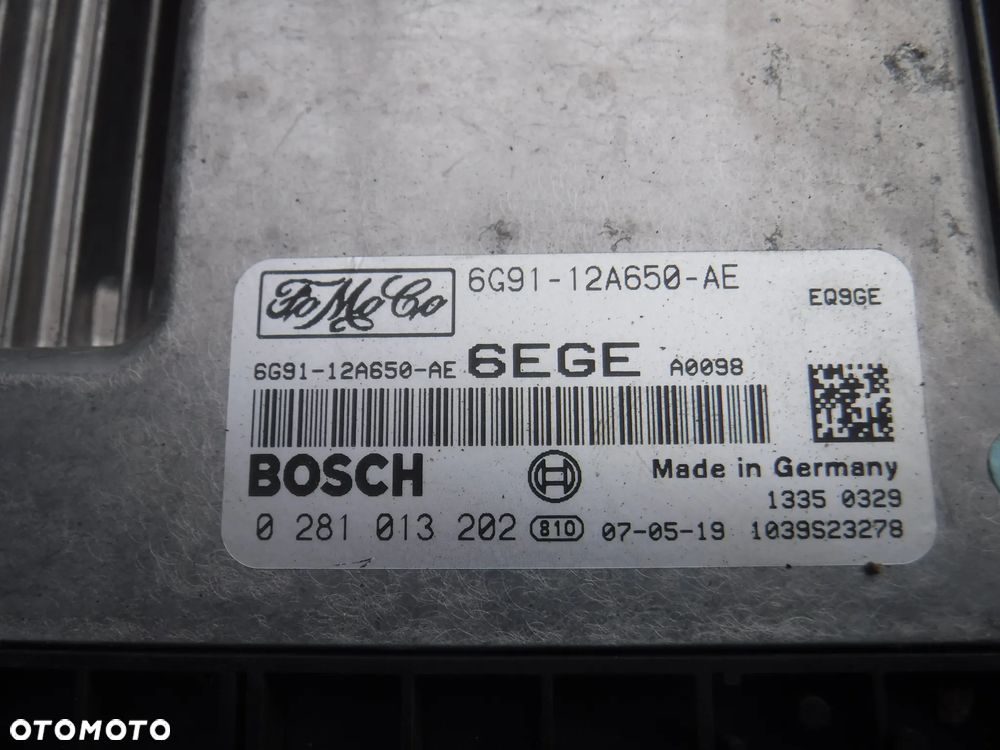 FoMoCo 6G91-12A650-AE
EQ9GE
6G91-12A650-AE 6EGE A0098
BOSCH
Made in Germany
1335 0329
0 281 013 202 810 07-05-19 1039S23278
OTOMOTO